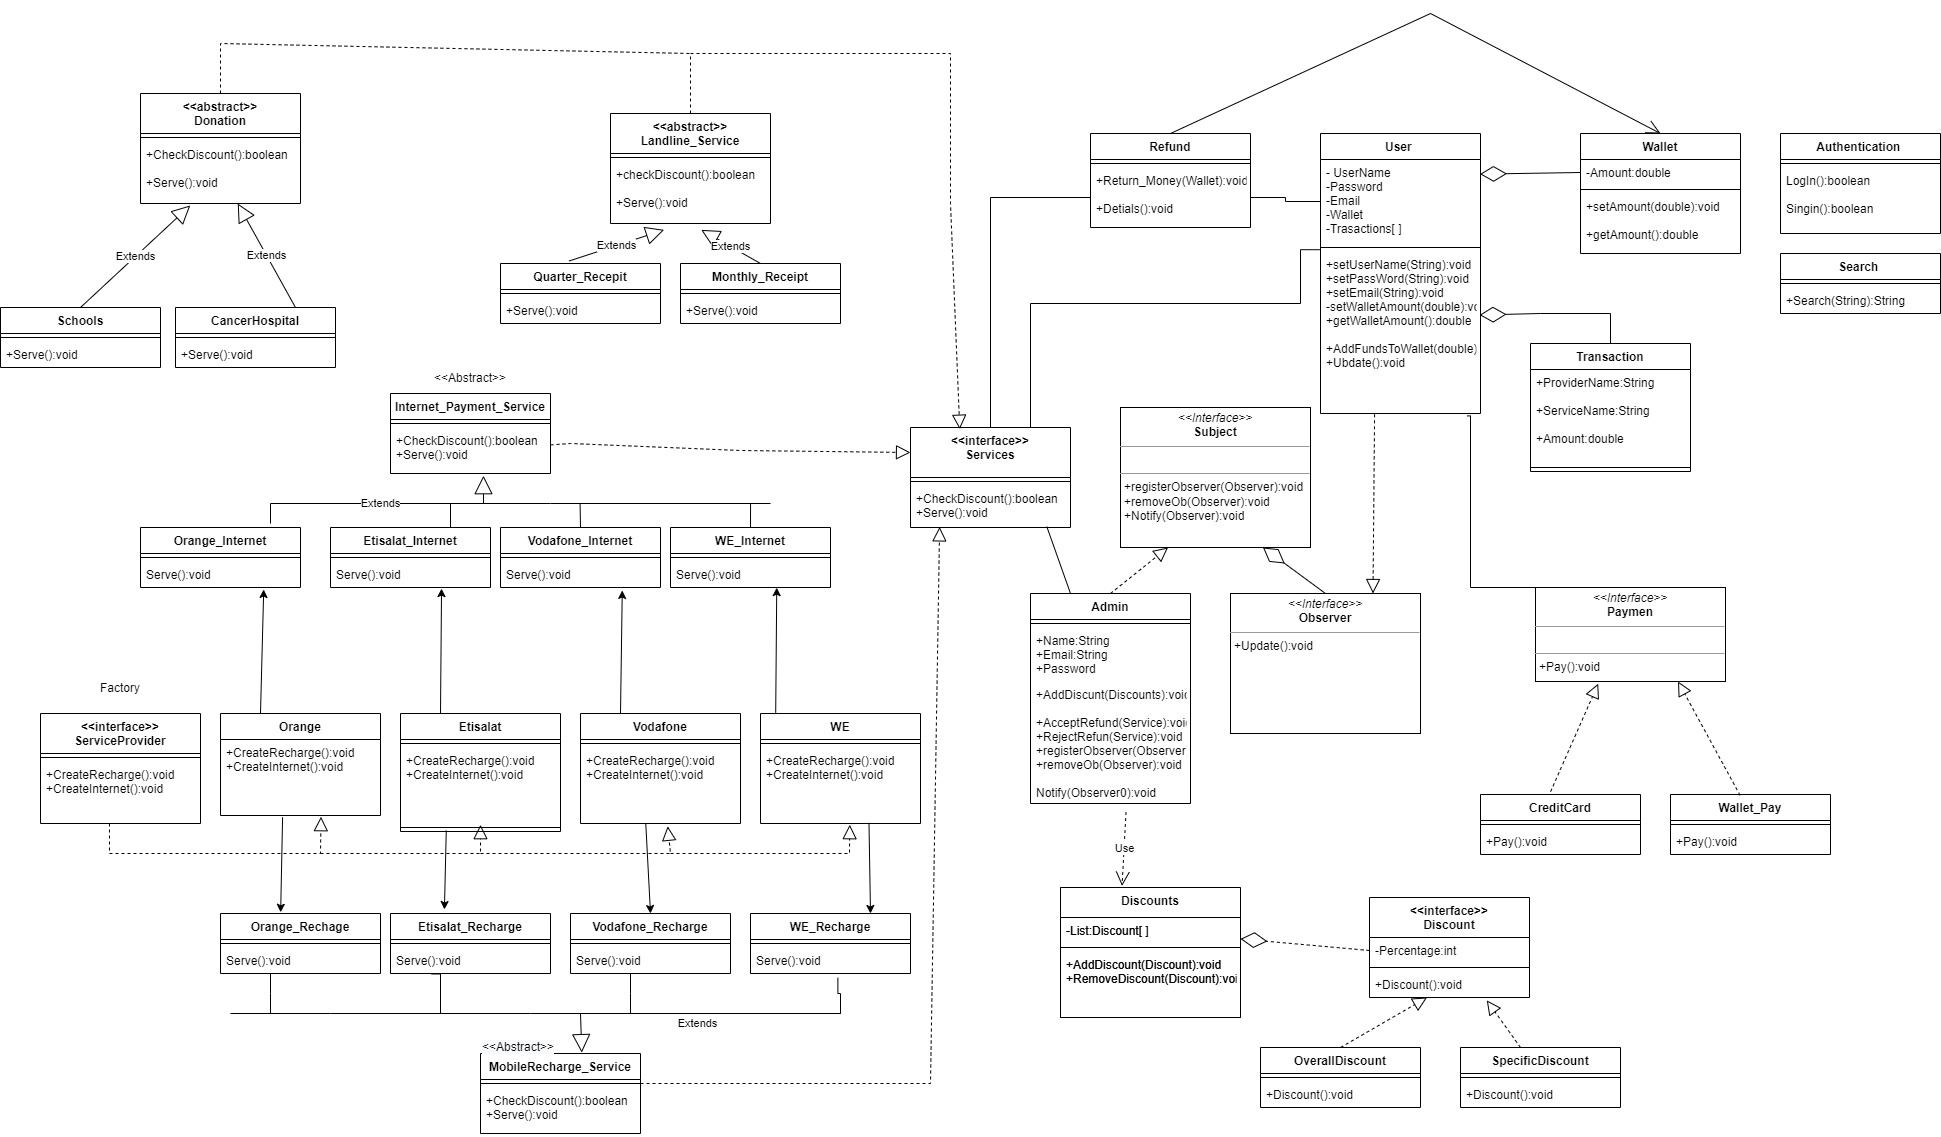 <<abstract>>
Donation
+CheckDiscount():boolean
+Serve():void
<<abstract>>
Landline_Service
+checkDiscount():boolean
+Serve():void
Extends
Extends
Schools
+Serve():void
CancerHospital
+Serve():void
Extends
Extends
Quarter_Recepit
+Serve():void
Monthly_Receipt
+Serve():void
Refund
+Return_Money(Wallet):void
+Detials():void
User
- UserName
-Password
-Email
-Wallet
-Trasactions[ ]
+setUserName(String):void
+setPassWord(String):void
+setEmail(String):void
-setWalletAmount(double):vc
+getWalletAmount():double
+AddFundsToWallet(double)
+Ubdate():void
Wallet
-Amount:double
+setAmount(double):void
+getAmount():double
Authentication
LogIn():boolean
Singin():boolean
Search
+Search(String):String
Transaction
+ProviderName:String
+ServiceName:String
+Amount:double
<<Abstract>>
Internet_Payment_Service
+CheckDiscount():boolean
+Serve():void
<<interface>>
Services
+CheckDiscount():boolean
+Serve():void
<<Interface>>
Subject
+registerObserver(Observer):void
+removeOb(Observer):void
+Notify(Observer):void
Extends
Orange_Internet
Serve():void
Etisalat_Internet
Serve():void
Vodafone_Internet
Serve():void
WE_Internet
Serve():void
Admin
+Name:String
+Email:String
+Password
+AddDiscunt(Discounts):voic
+AcceptRefund(Service):voi
+RejectRefun(Service):void
+registerObserver(Observer
+removeOb(Observer):void
Notify(Observer0):void
<<Interface>>
Observer
+Update():void
<<Interface>>
Paymen
+Pay():void
Factory
<<interface>>
ServiceProvider
+CreateRecharge():void
+CreateInternet():void
Orange
+CreateRecharge():void
+CreateInternet():void
Etisalat
+CreateRecharge():void
+CreateInternet():void
Vodafone
+CreateRecharge():void
+CreateInternet():void
WE
+CreateRecharge():void
+CreateInternet():void
CreditCard
+Pay():void
Wallet_Pay
+Pay():void
Use
Orange_Rechage
Serve():void
Etisalat_Recharge
Serve():void
Vodafone_Recharge
Serve():void
WE_Recharge
Serve():void
Discounts
-List:Discount[ ]
+AddDiscount(Discount):void
+RemoveDiscount(Discount):voi
<<interface>>
Discount
-Percentage:int
+Discount():void
Extends
<<Abstract>>
MobileRecharge_Service
+CheckDiscount():boolean
+Serve():void
OverallDiscount
+Discount():void
SpecificDiscount
+Discount():void